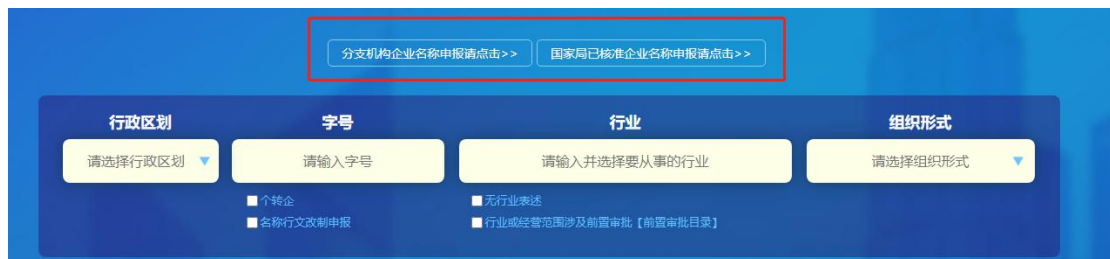 分支机构企业名称申报请点击>> 国家局已核准企业名称申报请点击>>
行政区划 字号 行业 组织形式
请选择行政区划 请输入字号 请输入并选择要从事的行业 请选择组织形式
个转企 无行业表述
名称行文改制申报 行业或经营范围涉及前置审批【前置审批目录】